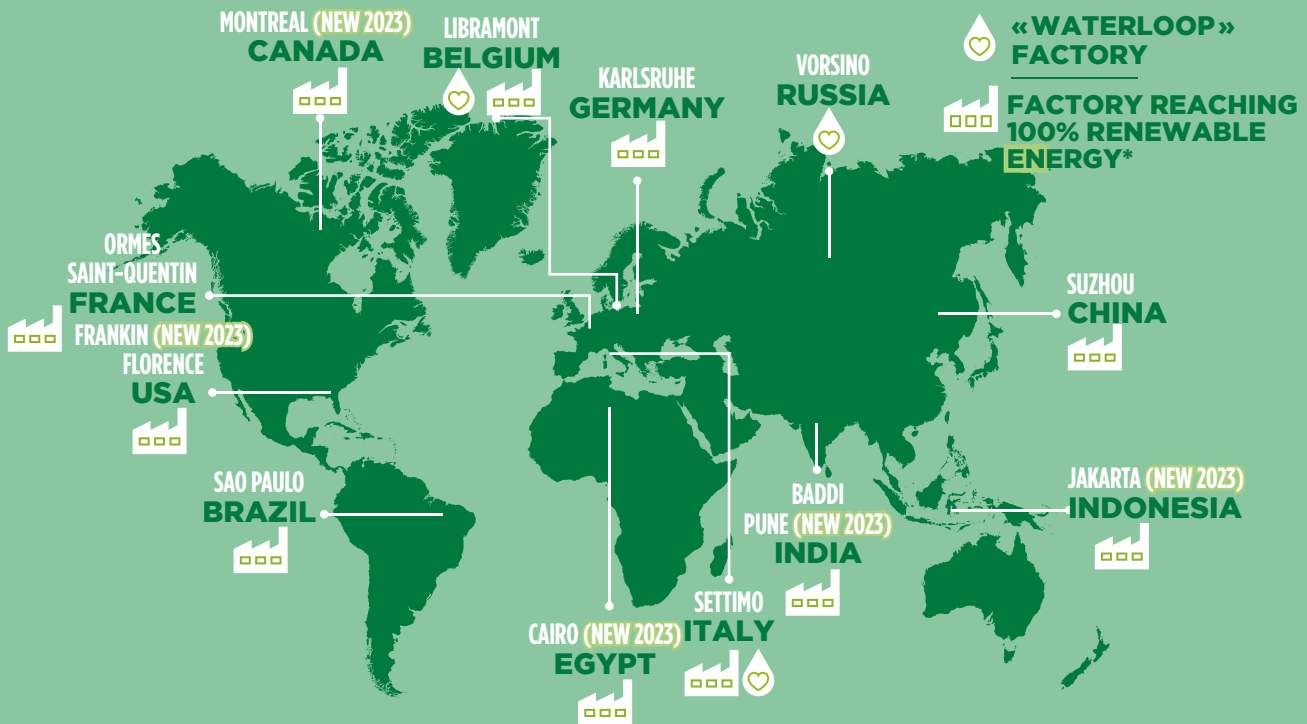 MONTREAL (NEW 2023)
CANADA
LIBRAMONT
BELGIUM
KARLSRUHE
GERMANY
VORSINO
RUSSIA
«WATERLOOP»
FACTORY
FACTORY REACHING
100% RENEWABLE
ENERGY*
ORMES
SAINT-QUENTIN
FRANCE
FRANKIN (NEW 2023)
FLORENCE
USA
SUZHOU
CHINA
SAO PAULO
BRAZIL
BADDI
PUNE (NEW 2023)
INDIA
JAKARTA (NEW 2023)
INDONESIA
SETTIMO
ITALY
CAIRO (NEW 2023)
EGYPT